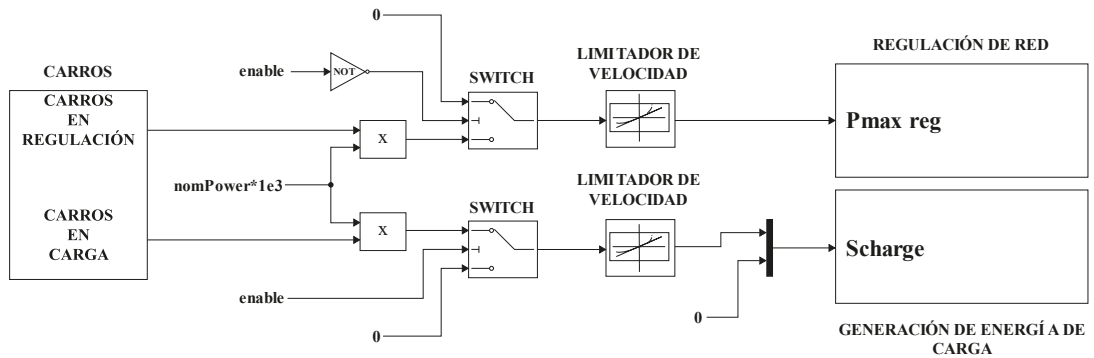 0
REGULACIÓN DE RED
LIMITADOR DE
VELOCIDAD
CARROS
enable
NOT
SWITCH
CARROS
EN
REGULACIÓN
X
Pmax reg
nomPower*1e3
LIMITADOR DE
VELOCIDAD
SWITCH
CARROS
EN
CARGA
X
Scharge
enable
0
0
GENERACIÓN DE ENERGÍ A DE
CARGA